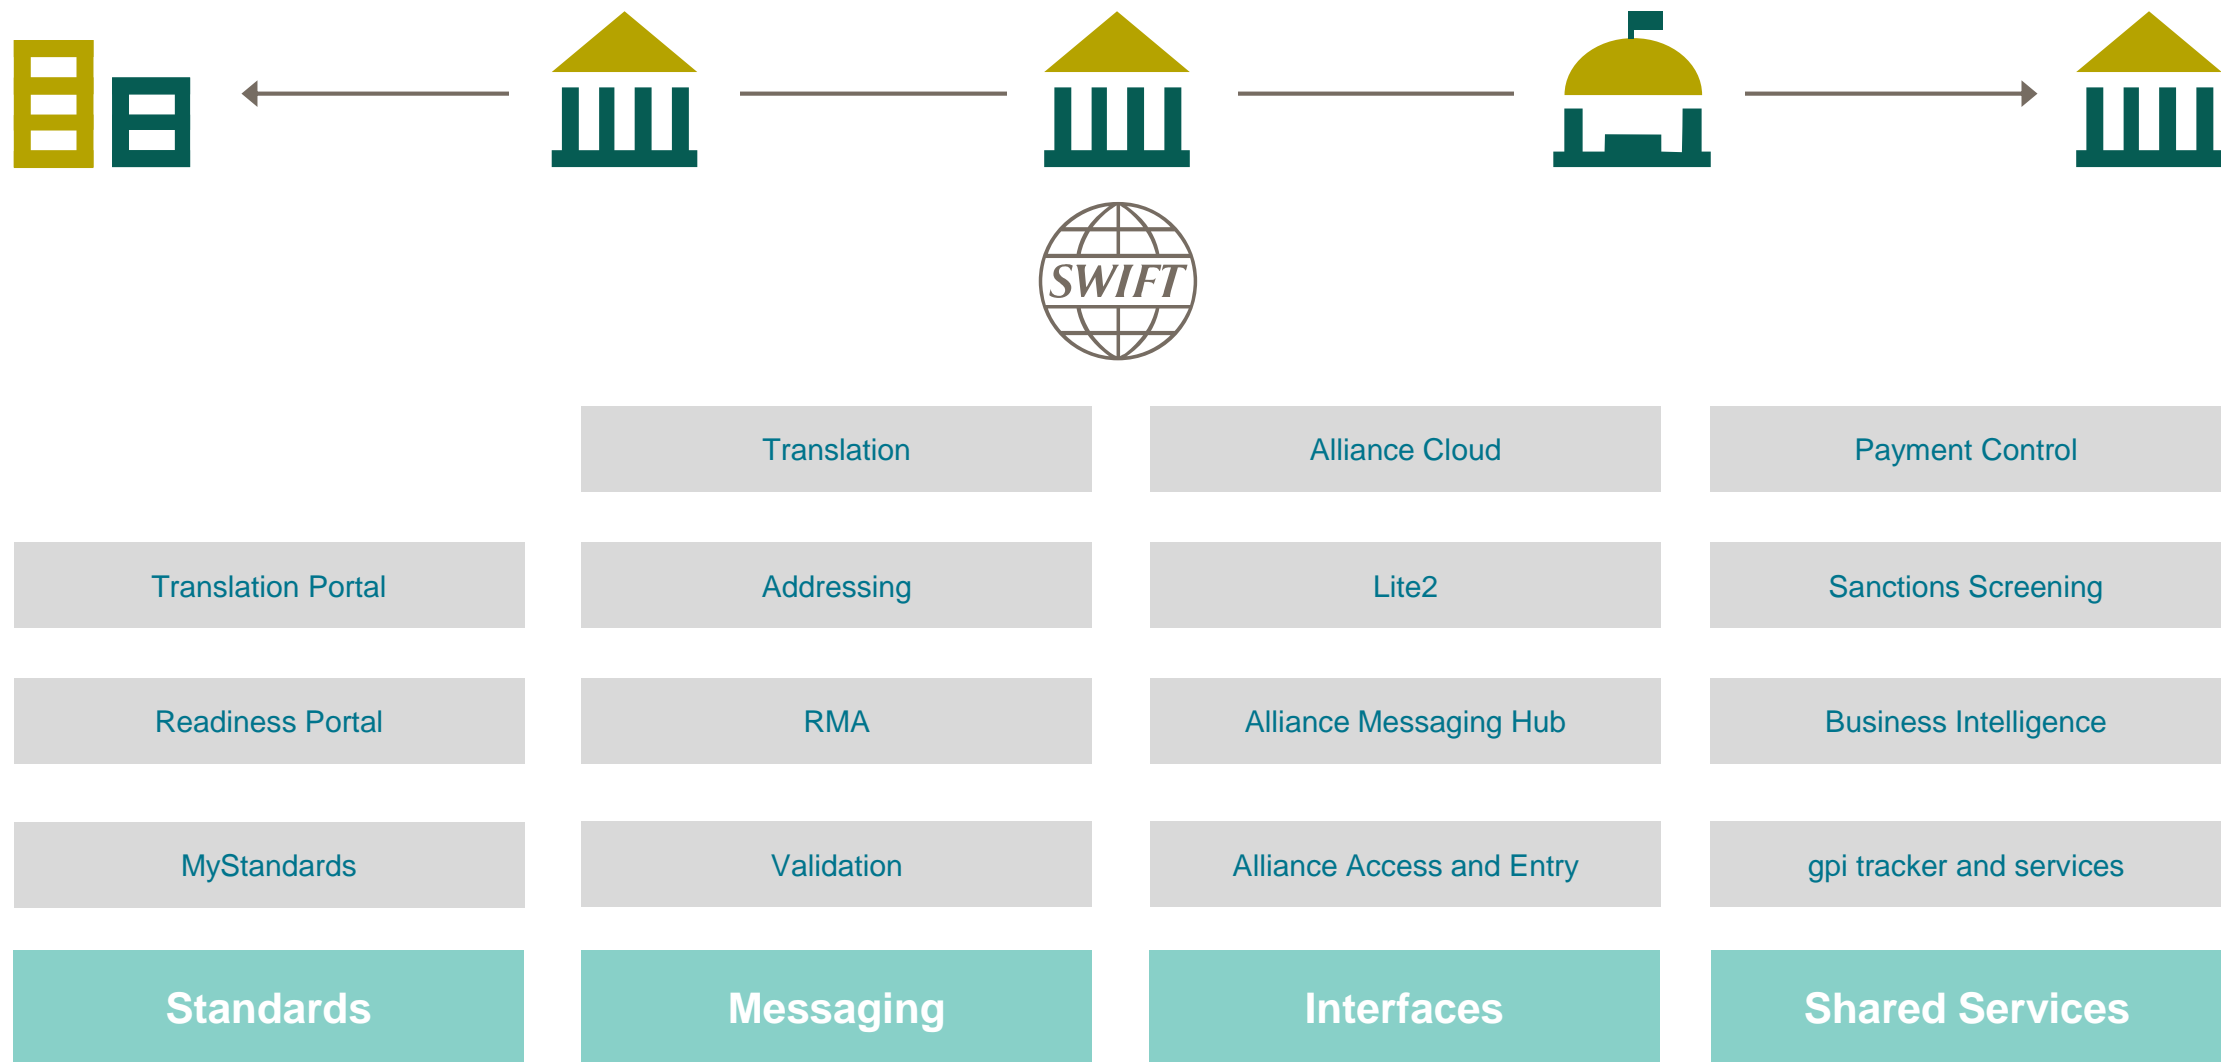 SWIFT
Translation
Alliance Cloud
Payment Control
Translation Portal
Addressing
Lite2
Sanctions Screening
Readiness Portal
RMA
Alliance Messaging Hub
Business Intelligence
MyStandards
Validation
Alliance Access and Entry
gpi tracker and services
Standards
Messaging
Interfaces
Shared Services